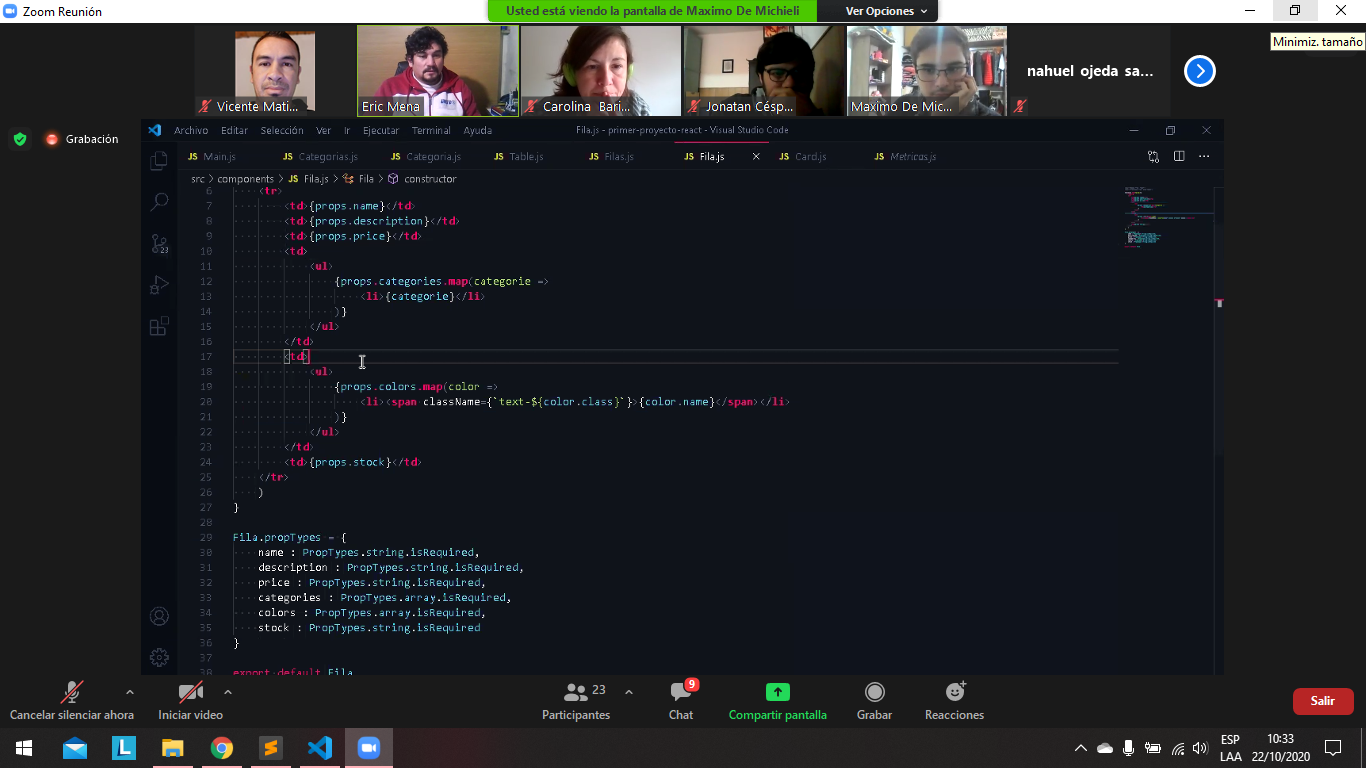 Zoom Reunión
Usted está viendo la pantalla de Maximo De Michieli
Ver Opciones
Minimiz. tamaño
Vicente Mati...
Eric Mena
Carolina Bari...
Jonatan Césp...
Maximo De Mic...
nahuel ojeda sa...
Grabación
Archivo Editar Selección Ver Ir Ejecutar Terminal Ayuda
Fila.js - primer-proyecto-react - Visual Studio Code
JS Main.js JS Categorias.js JS Categoria.js JS Table.js JS Filas.js JS Fila.js JS Card.js JS Metricas.js
src > components > JS Fila.js > Fila > constructor
6 <tr>
7 <td>{props.name}</td>
8 <td>{props.description}</td>
9 <td>{props.price}</td>
10 <td>
11 <ul>
12 {props.categories.map(categorie =>
13 <li>{categorie}</li>
14 )}
15 </ul>
16 </td>
17 <td>
18 <ul>
19 {props.colors.map(color =>
20 <li><span className={`text-${color.class}`}>{color.name}</span></li>
21 )}
22 </ul>
23 </td>
24 <td>{props.stock}</td>
25 </tr>
26 )
27 }
28
29 Fila.propTypes = {
30 name : PropTypes.string.isRequired,
31 description : PropTypes.string.isRequired,
32 price : PropTypes.string.isRequired,
33 categories : PropTypes.array.isRequired,
34 colors : PropTypes.array.isRequired,
35 stock : PropTypes.string.isRequired
36 }
37
38 export default Fila
23
Cancelar silenciar ahora
Iniciar video
23
Participantes
9
Chat
Compartir pantalla
Grabar
Reacciones
Salir
L
ESP
LAA
10:33
22/10/2020